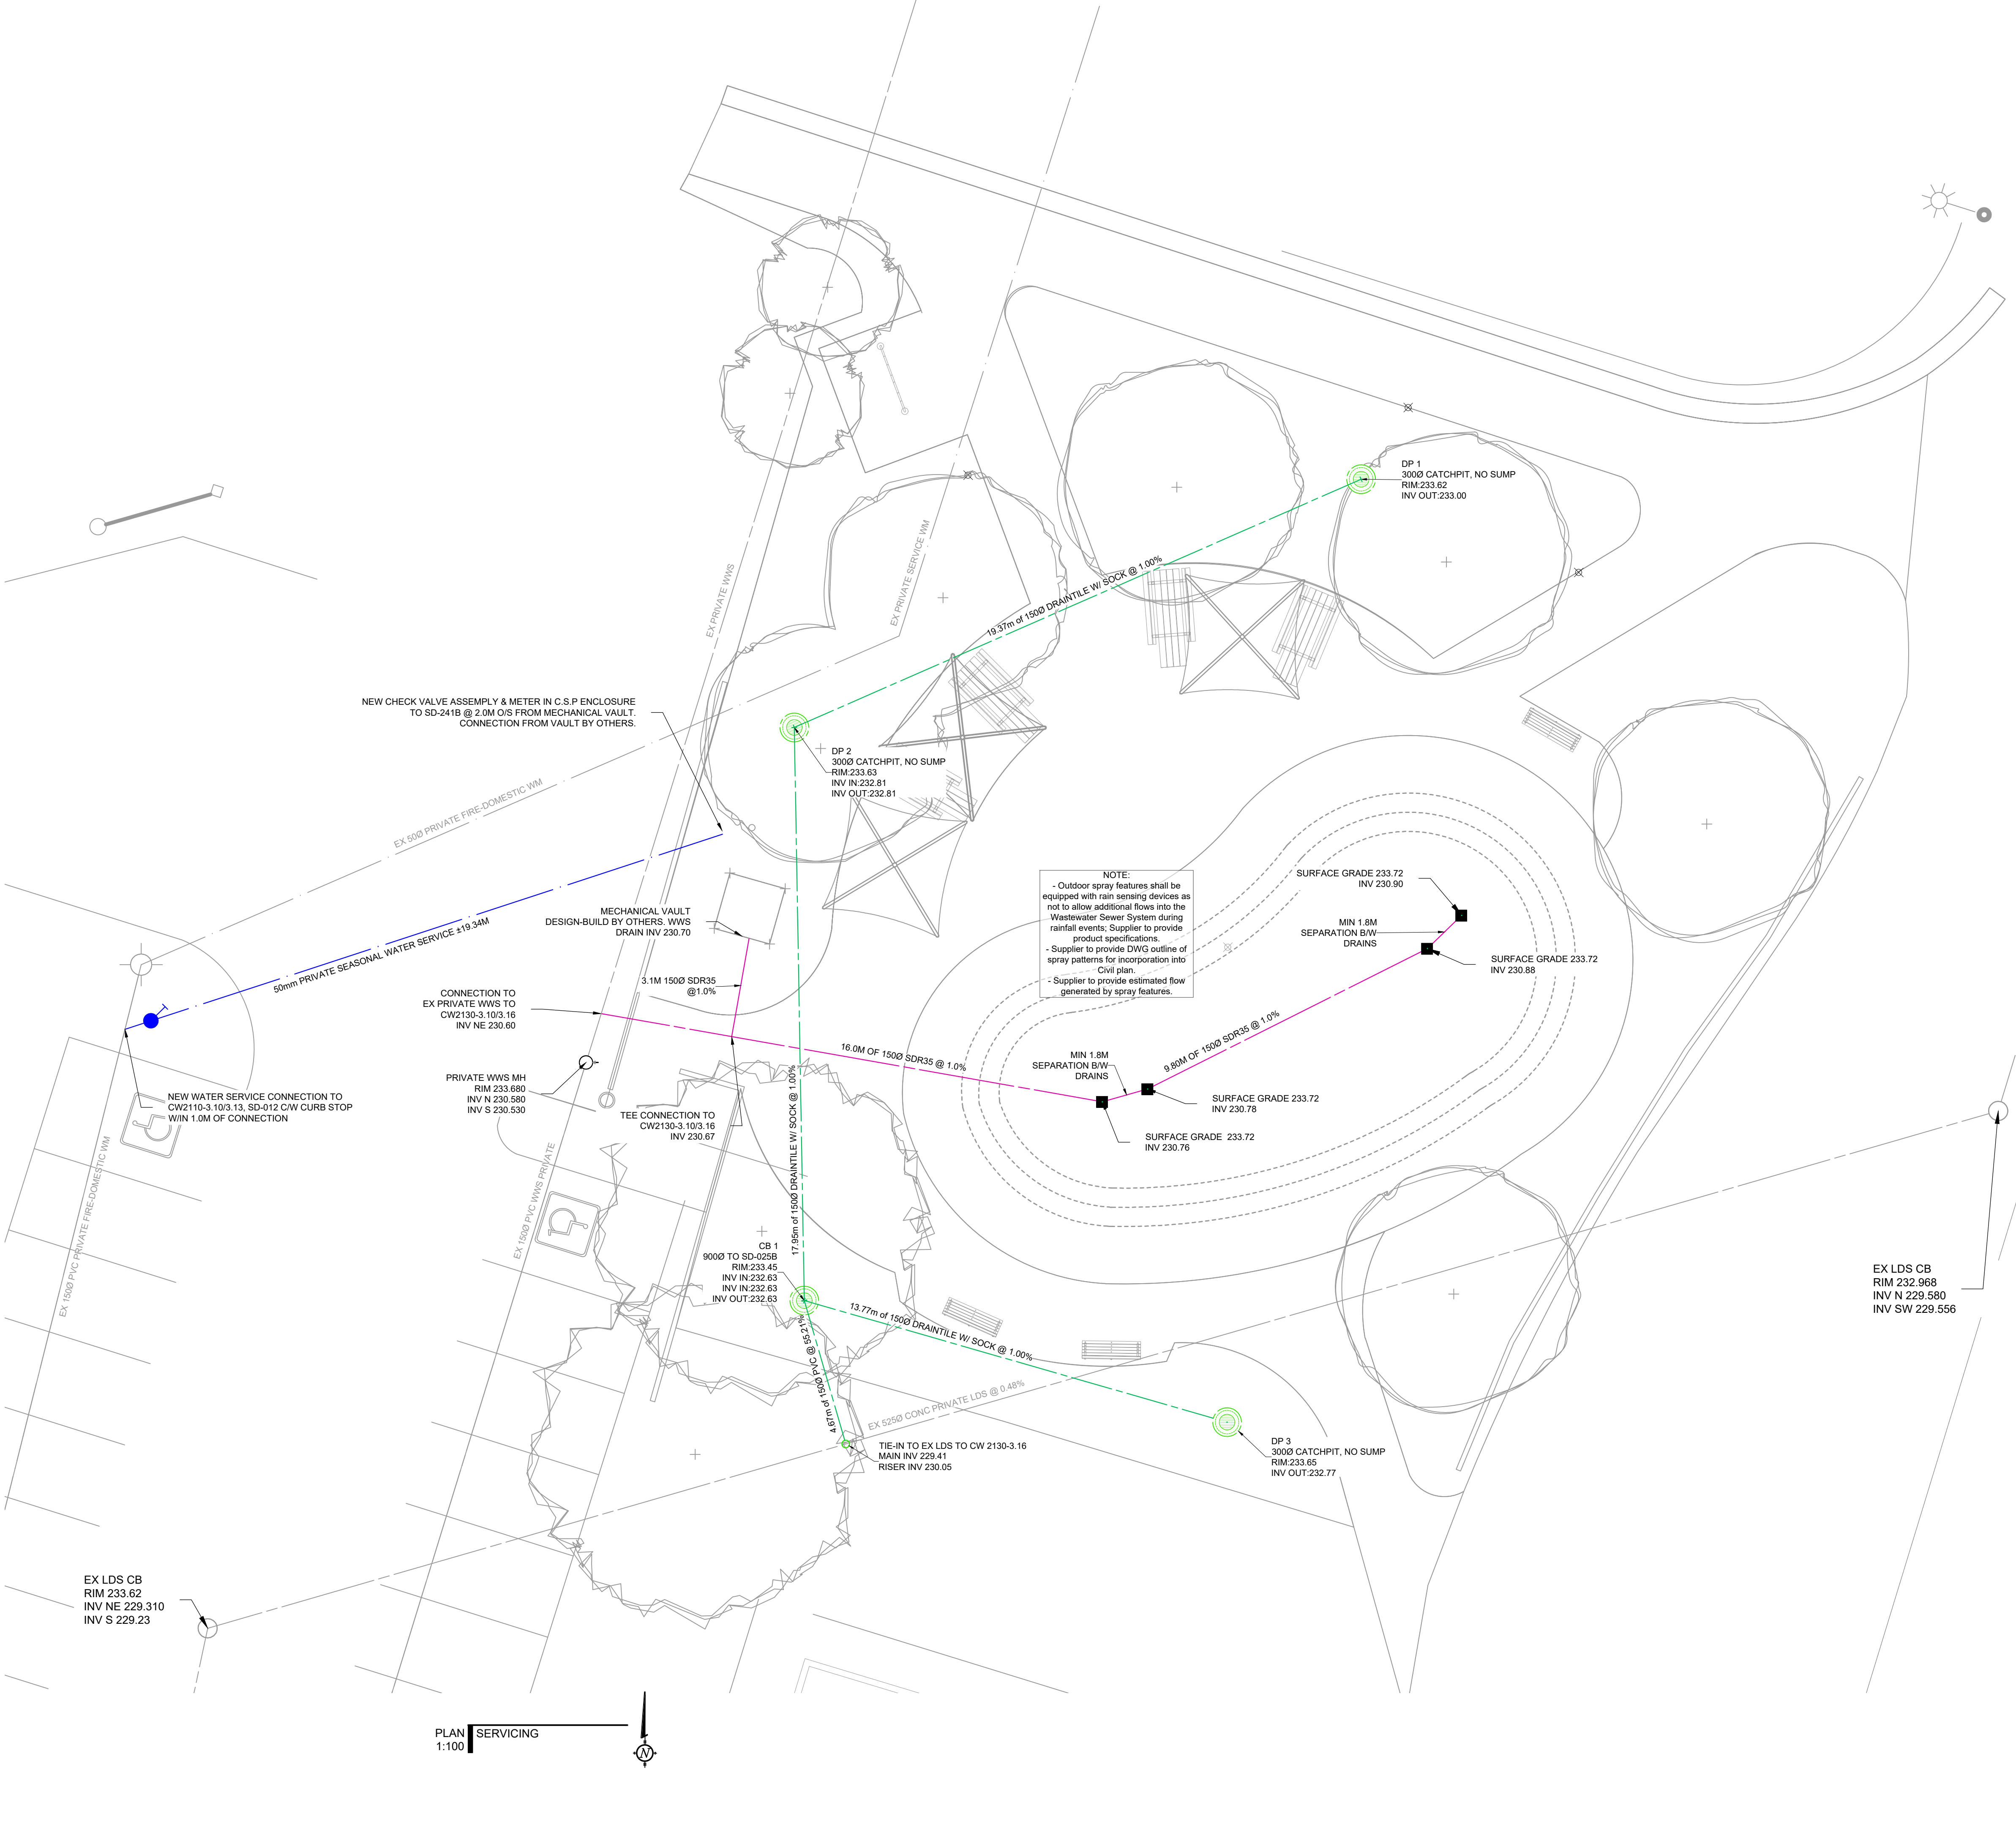 EX PRIVATE WWS
EX PRIVATE SERVICE WM
DP 1
300Ø CATCHPIT, NO SUMP
RIM:233.62
INV OUT:233.00
19.37m of 150Ø DRAINTILE W/ SOCK @ 1.00%
NEW CHECK VALVE ASSEMPLY & METER IN C.S.P ENCLOSURE
TO SD-241B @ 2.0M O/S FROM MECHANICAL VAULT.
CONNECTION FROM VAULT BY OTHERS.
DP 2
300Ø CATCHPIT, NO SUMP
RIM:233.63
INV IN:232.81
INV OUT:232.81
EX 50Ø PRIVATE FIRE-DOMESTIC WM
50mm PRIVATE SEASONAL WATER SERVICE ±19.34M
MECHANICAL VAULT
DESIGN-BUILD BY OTHERS. WWS
DRAIN INV 230.70
3.1M 150Ø SDR35
@1.0%
NOTE:
- Outdoor spray features shall be
equipped with rain sensing devices as
not to allow additional flows into the
Wastewater Sewer System during
rainfall events; Supplier to provide
product specifications.
- Supplier to provide DWG outline of
spray patterns for incorporation into
Civil plan.
- Supplier to provide estimated flow
generated by spray features.
SURFACE GRADE 233.72
INV 230.90
MIN 1.8M
SEPARATION B/W
DRAINS
SURFACE GRADE 233.72
INV 230.88
CONNECTION TO
EX PRIVATE WWS TO
CW2130-3.10/3.16
INV NE 230.60
16.0M OF 150Ø SDR35 @ 1.0%
9.80M OF 150Ø SDR35 @ 1.0%
MIN 1.8M
SEPARATION B/W
DRAINS
PRIVATE WWS MH
RIM 233.680
INV N 230.580
INV S 230.530
SURFACE GRADE 233.72
INV 230.78
NEW WATER SERVICE CONNECTION TO
CW2110-3.10/3.13, SD-012 C/W CURB STOP
W/IN 1.0M OF CONNECTION
TEE CONNECTION TO
CW2130-3.10/3.16
INV 230.67
SURFACE GRADE 233.72
INV 230.76
EX 150Ø PVC PRIVATE FIRE-DOMESTIC WM
EX 150Ø PVC WWS PRIVATE
17.95m of 150Ø DRAINTILE W/ SOCK @ 1.00%
CB 1
900Ø TO SD-025B
RIM:233.45
INV IN:232.63
INV IN:232.63
INV OUT:232.63
EX LDS CB
RIM 232.968
INV N 229.580
INV SW 229.556
13.77m of 150Ø DRAINTILE W/ SOCK @ 1.00%
4.67m of 150Ø PVC @ 55.21%
EX 525Ø CONC PRIVATE LDS @ 0.48%
TIE-IN TO EX LDS TO CW 2130-3.16
MAIN INV 229.41
RISER INV 230.05
DP 3
300Ø CATCHPIT, NO SUMP
RIM:233.65
INV OUT:232.77
EX LDS CB
RIM 233.62
INV NE 229.310
INV S 229.23
PLAN
1:100
SERVICING
N